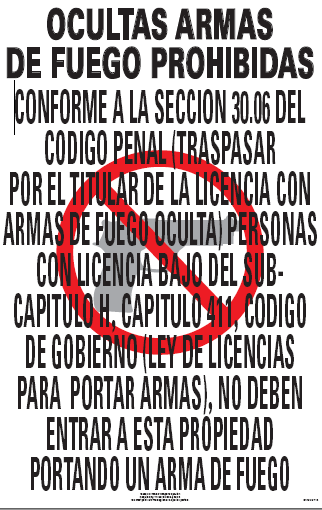 OCULTAS ARMAS
DE FUEGO PROHIBIDAS
CONFORME A LA SECCION 30.06 DEL
CODIGO PENAL (TRASPASAR
POR EL TITULAR DE LA LICENCIA CON
ARMAS DE FUEGO OCULTA) PERSONAS
CON LICENCIA BAJO DEL SUB-
CAPITULO H, CAPITULO 411, CODIGO
DE GOBIERNO (LEY DE LICENCIAS
PARA PORTAR ARMAS), NO DEBEN
ENTRAR A ESTA PROPIEDAD
PORTANDO UN ARMA DE FUEGO